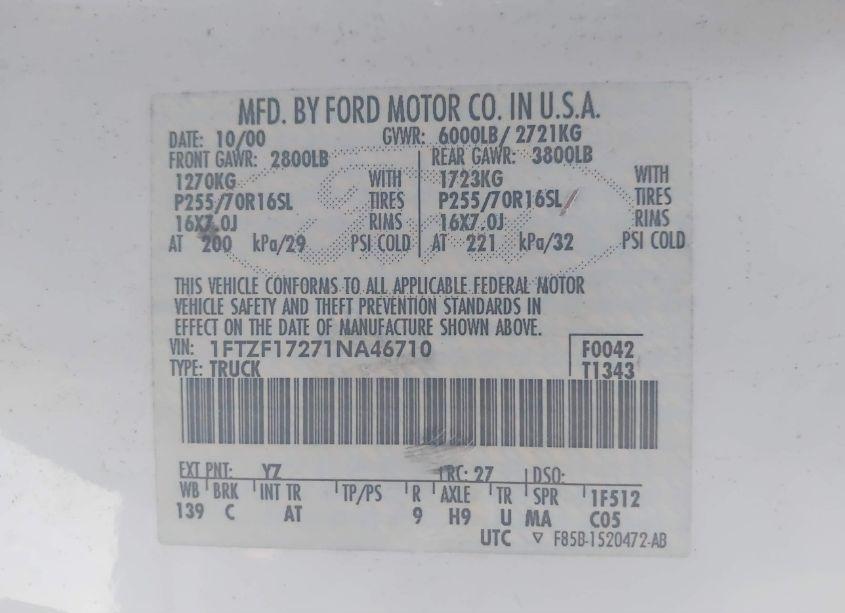 MFD. BY FORD MOTOR CO. IN U.S.A.
DATE: 10/00 GVWR: 6000LB/ 2721KG
FRONT GAWR: 2800LB REAR GAWR: 3800LB
1270KG WITH 1723KG WITH
P255/70R16SL TIRES P255/70R16SL TIRES
16X7.0J RIMS 16X7.0J RIMS
AT 200 kPa/29 PSI COLD AT 221 kPa/32 PSI COLD
THIS VEHICLE CONFORMS TO ALL APPLICABLE FEDERAL MOTOR
VEHICLE SAFETY AND THEFT PREVENTION STANDARDS IN
EFFECT ON THE DATE OF MANUFACTURE SHOWN ABOVE.
VIN: 1FTZF17271NA46710 F0042
TYPE: TRUCK T1343
EXT PNT: YZ RC: 27 DSO:
WB BRK INT TR TP/PS R AXLE TR SPR 1F512
139 C AT 9 H9 U MA C05
UTC ▽ F85B-1520472-AB